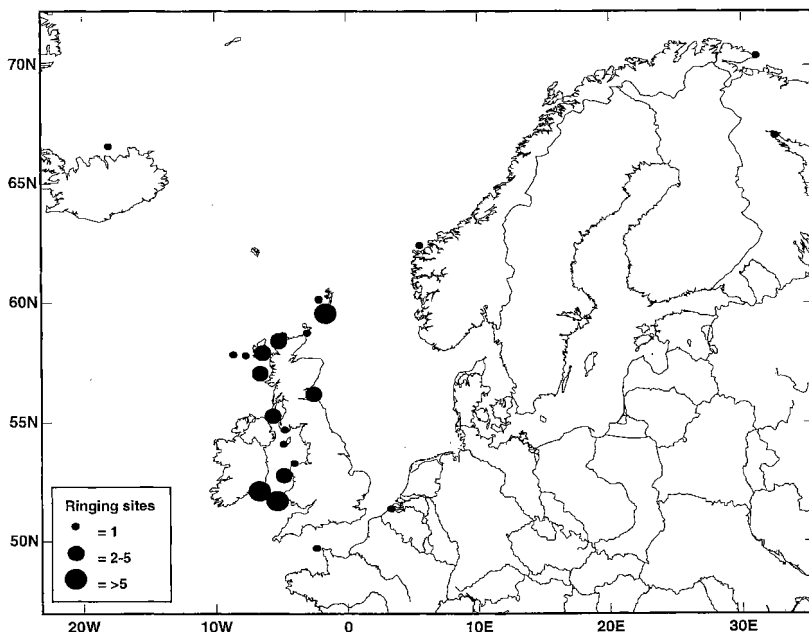 70N
65N
60N
55N
50N
Ringing sites
= 1
= 2-5
= >5
20W 10W 0 10E 20E 30E